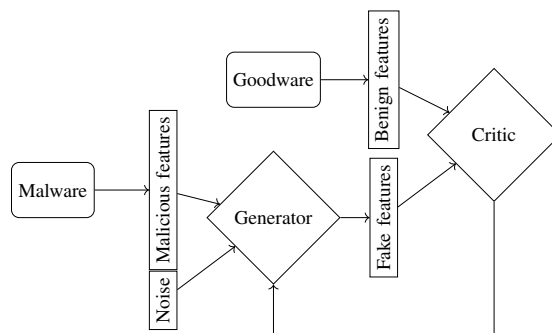 Goodware
Benign features
Critic
Malware
Malicious features
Generator
Fake features
Noise